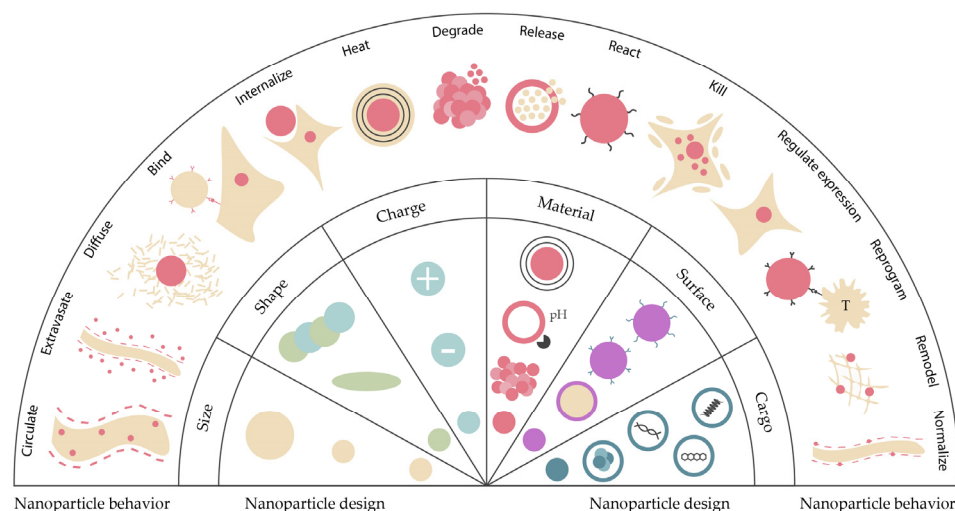 Circulate
Extravasate
Diffuse
Bind
Internalize
Heat
Degrade
Release
React
Kill
Regulate expression
Reprogram
Remodel
Normalize
Size
Shape
Charge
Material
Surface
Cargo
+
-
pH
T
Nanoparticle behavior
Nanoparticle design
Nanoparticle design
Nanoparticle behavior